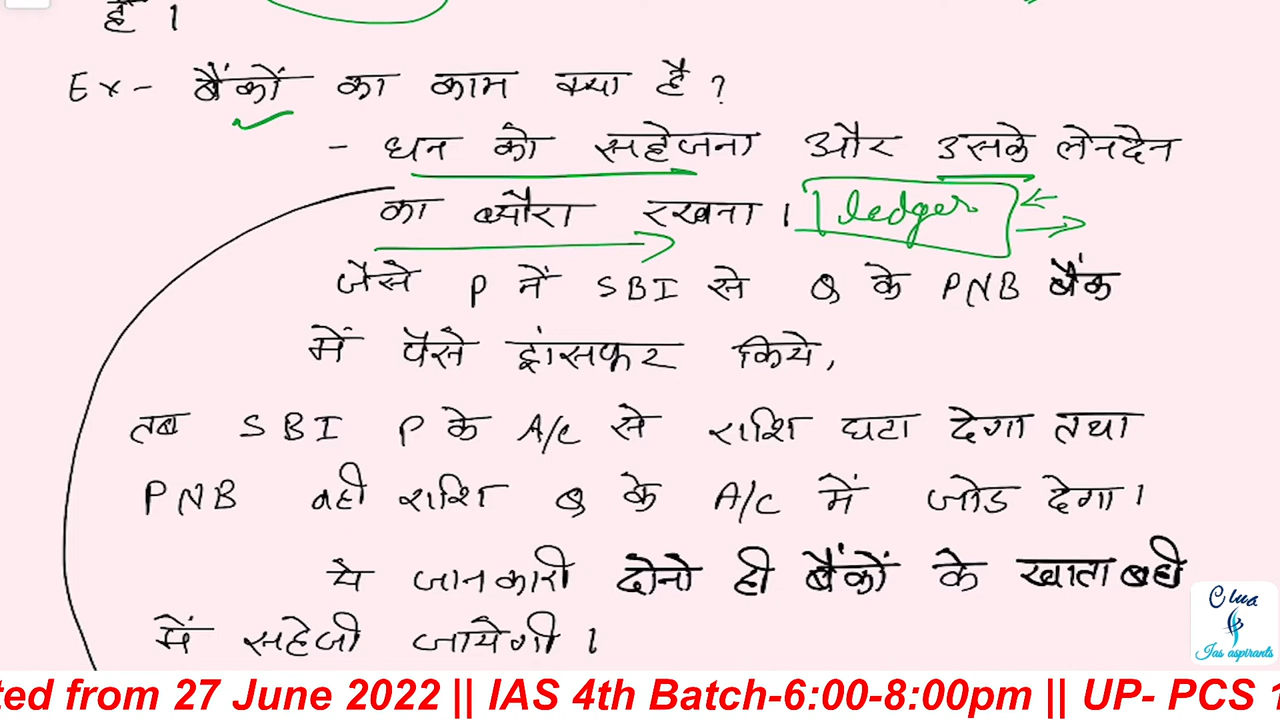 है ।
Ex- बैंकों का काम क्या है ?
- धन को सहेजना और उसके लेनदेन
का ब्यौरा रखना । ledger
जैसे P नें SBI से Q के PNB बैंक
में पैसे ट्रांसफर किये,
तब SBI P के A/C से राशि घटा देगा तथा
PNB वही राशि Q के A/C में जोड देगा ।
ये जानकारी दोनो ही बैंकों के खाता बही
में सहेजी जायेगी ।
Ias aspirants
ted from 27 June 2022 || IAS 4th Batch-6:00-8:00pm || UP- PCS 1